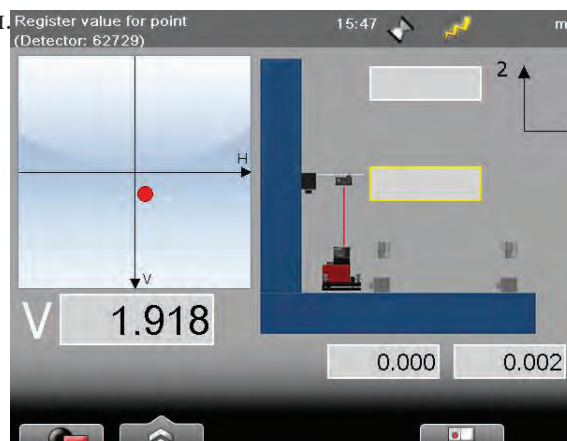 Register value for point 15:47 m
(Detector: 62729)
2
H
V
V 1.918
0.000 0.002